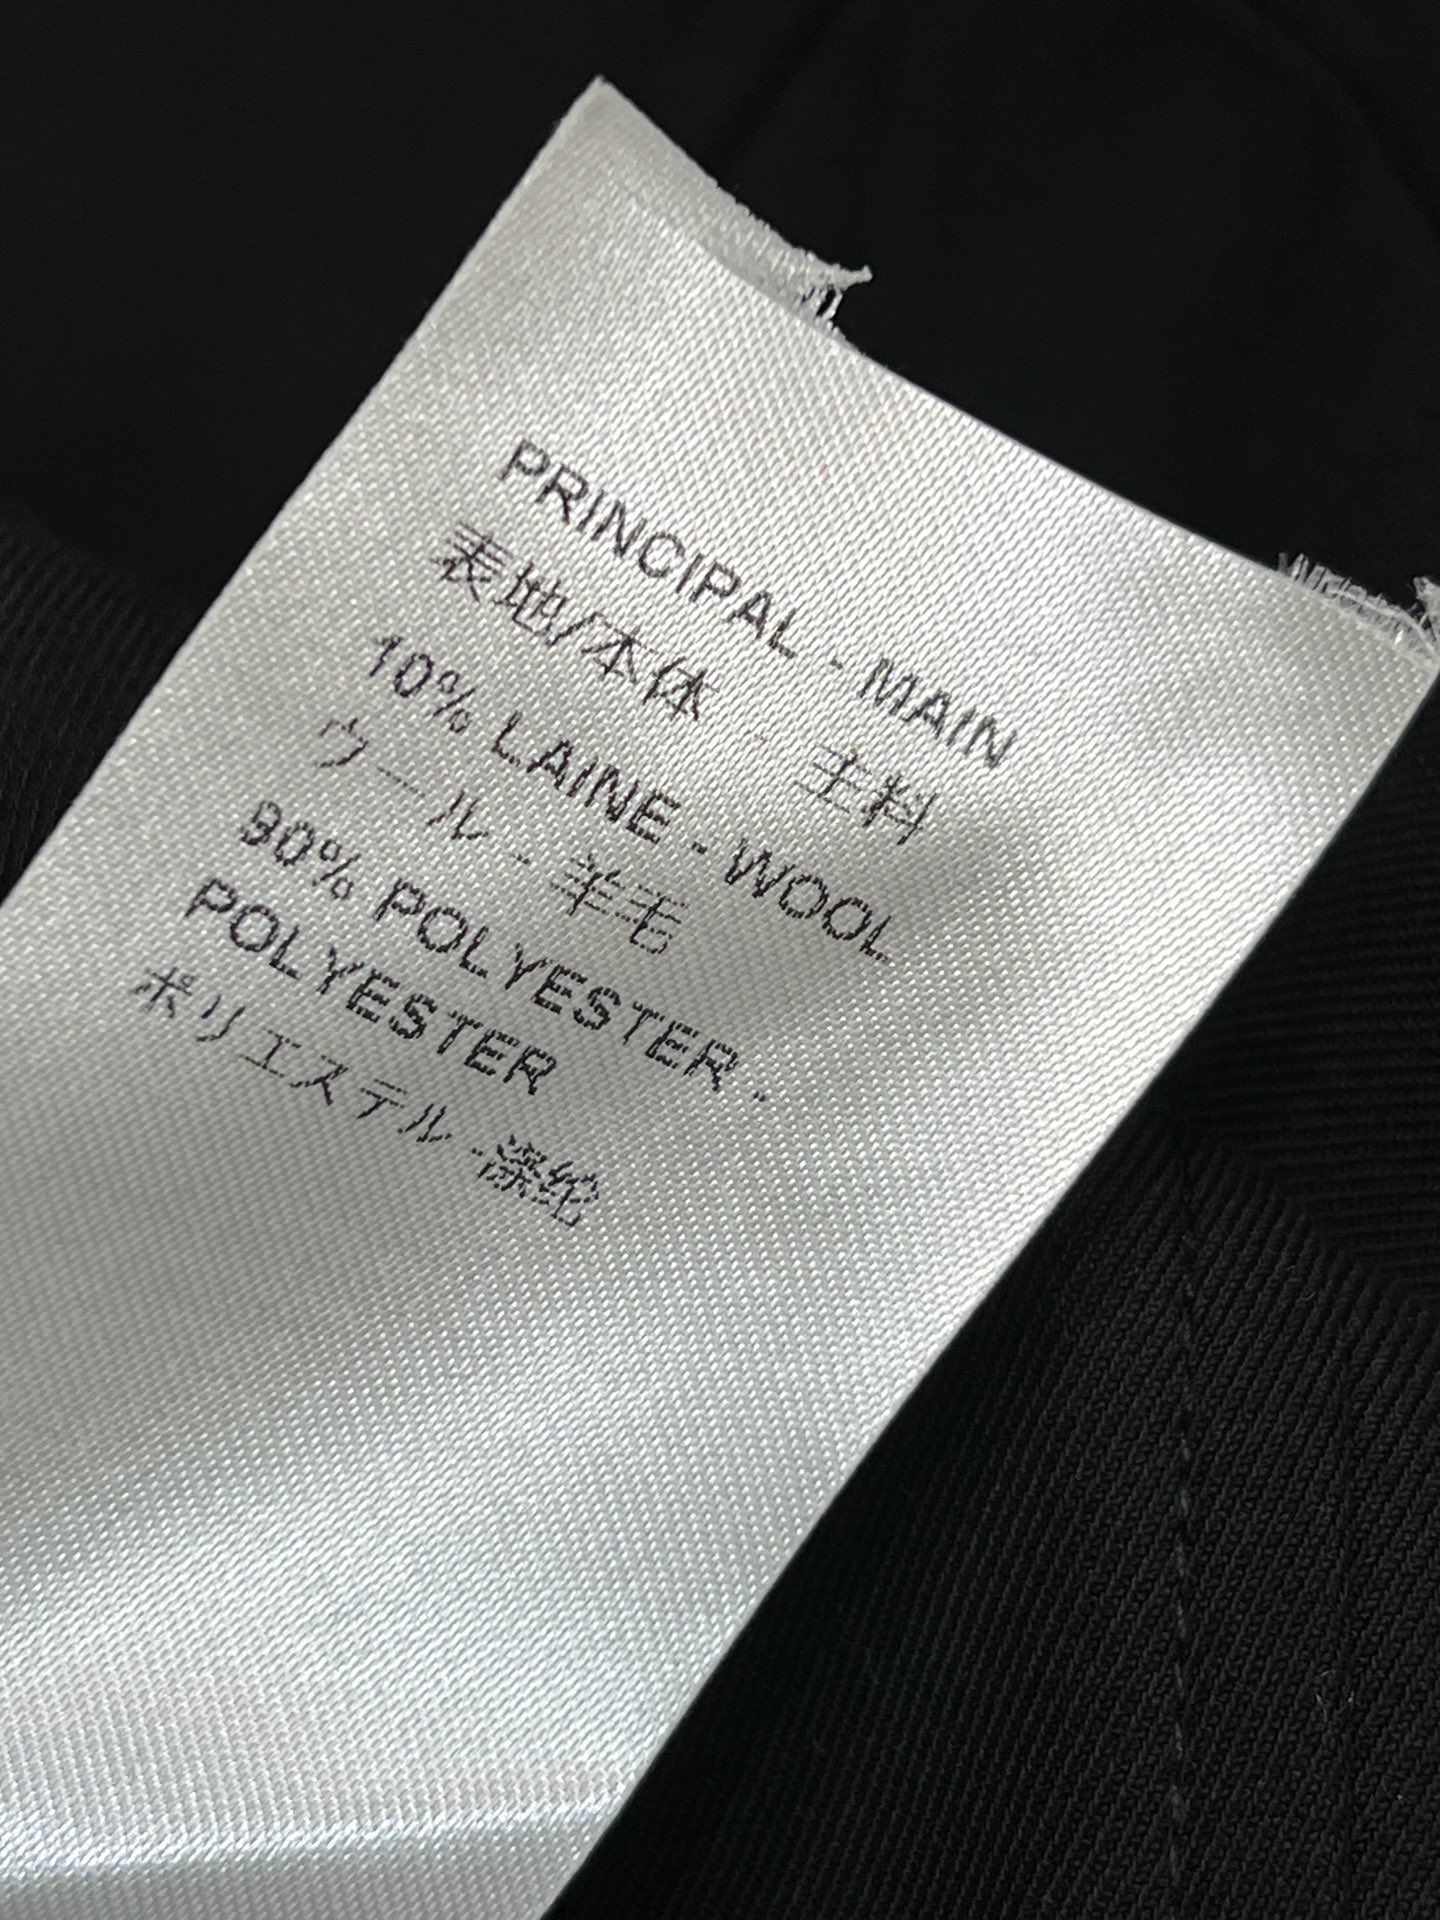 PRINCIPAL - MAIN
表地/本体 - 主料
10% LAINE - WOOL
ウール - 羊毛
90% POLYESTER -
POLYESTER
ポリエステル -涤纶